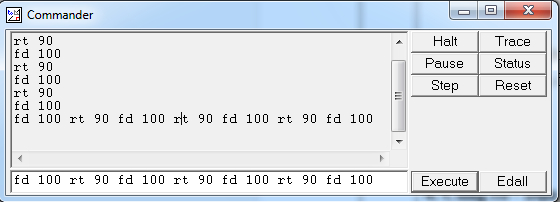 Commander
rt 90
fd 100
rt 90
fd 100
rt 90
fd 100
fd 100 rt 90 fd 100 rt 90 fd 100 rt 90 fd 100
fd 100 rt 90 fd 100 rt 90 fd 100 rt 90 fd 100
Halt Trace
Pause Status
Step Reset
Execute Edall